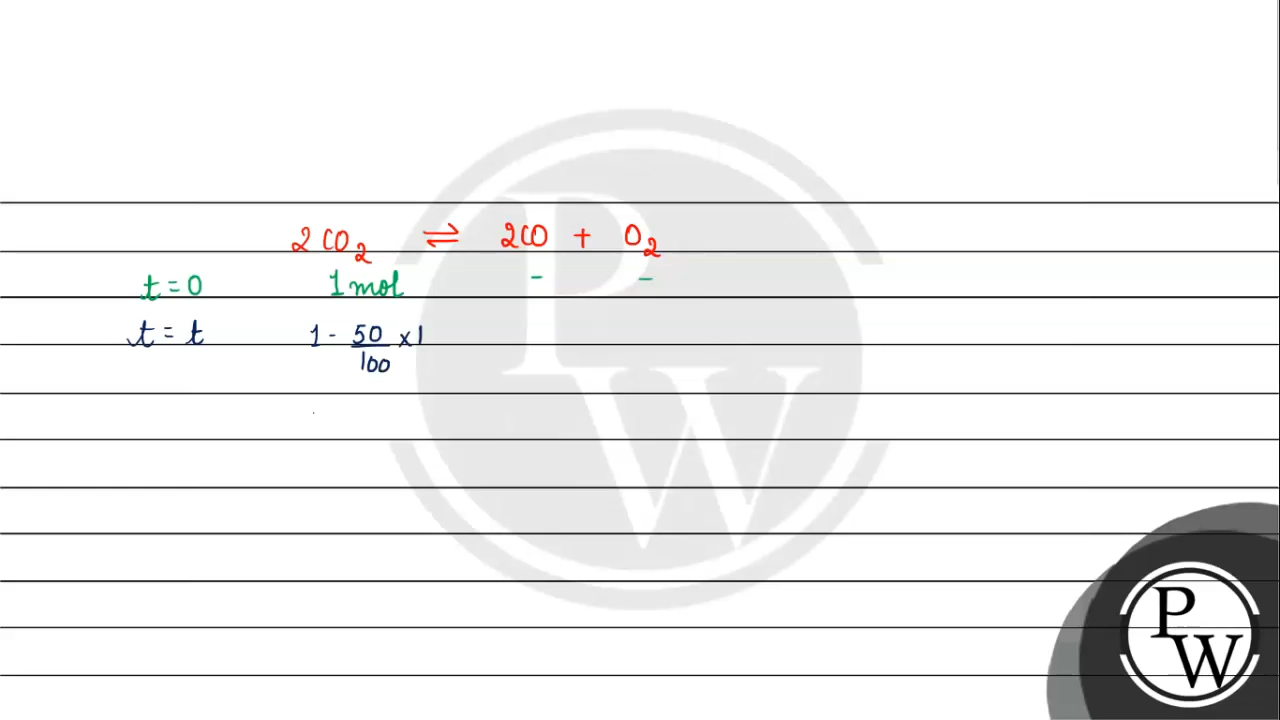 2CO₂ ⇌ 2CO + O₂
t = 0 1 mol - -
t = t 1 - 50/100 × 1
P
W
P
W